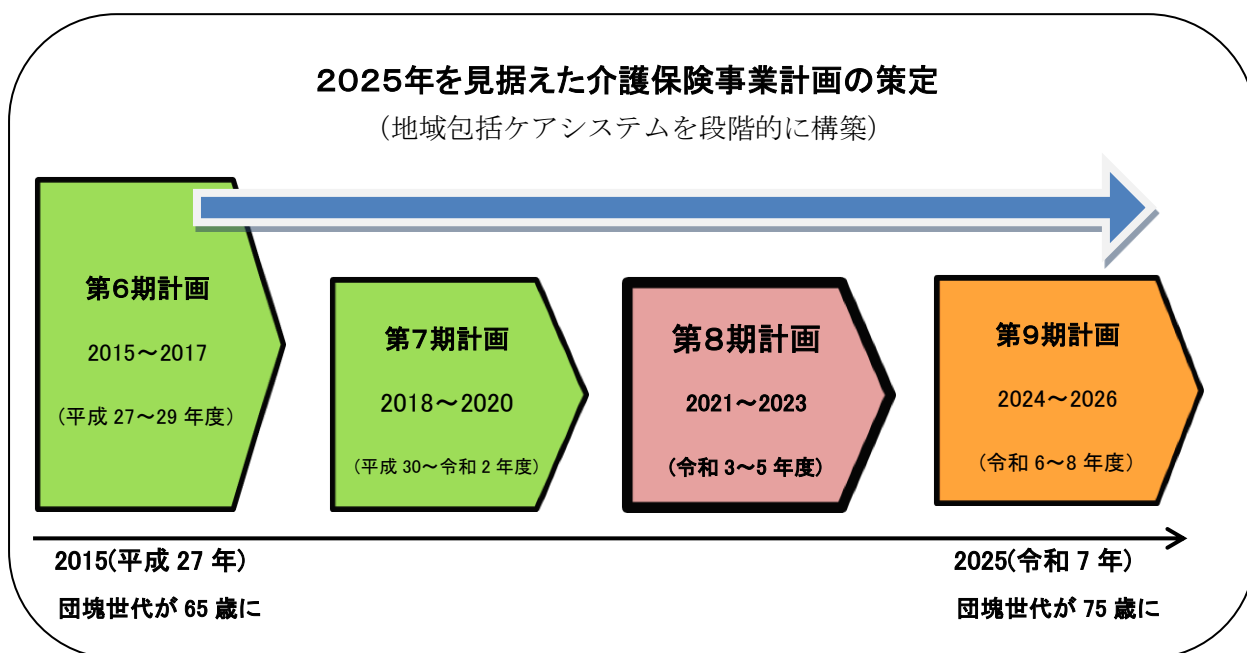 2025年を見据えた介護保険事業計画の策定
（地域包括ケアシステムを段階的に構築）
第6期計画
2015～2017
(平成 27～29 年度)
第7期計画
2018～2020
(平成 30～令和 2 年度)
第8期計画
2021～2023
(令和 3～5 年度)
第9期計画
2024～2026
(令和 6～8 年度)
2015(平成 27 年)
団塊世代が 65 歳に
2025(令和 7 年)
団塊世代が 75 歳に